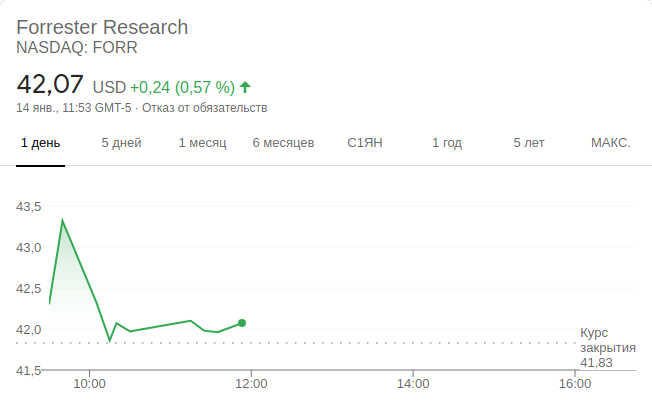 Forrester Research
NASDAQ: FORR
42,07 USD +0,24 (0,57 %)
14 янв., 11:53 GMT-5 · Отказ от обязательств
1 день 5 дней 1 месяц 6 месяцев С1ЯН 1 год 5 лет МАКС.
43,5
43,0
42,5
42,0
41,5
Курс
закрытия
41,83
10:00 12:00 14:00 16:00